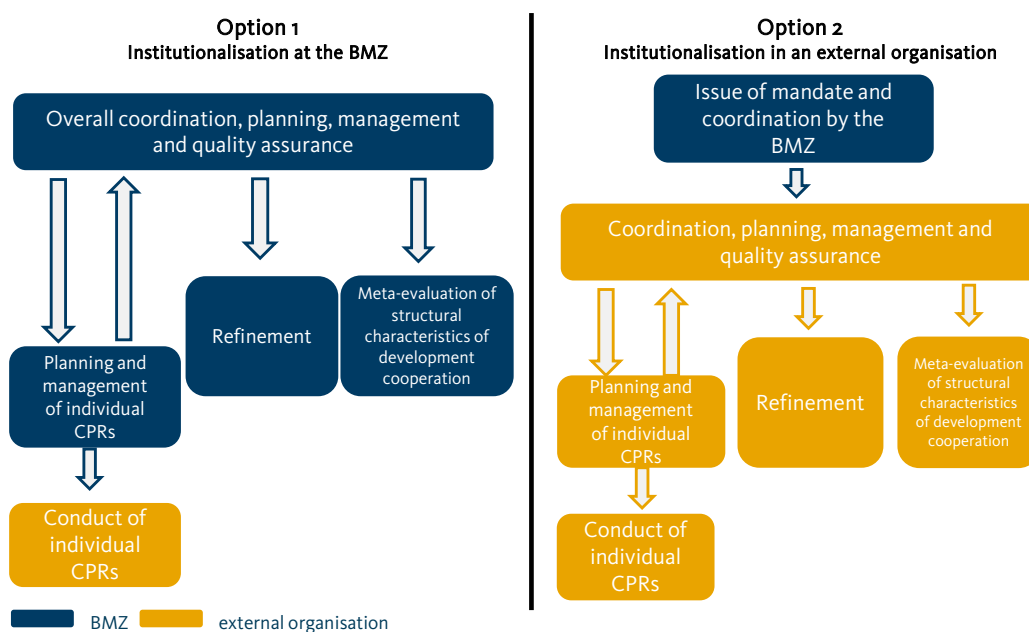 Option 1
Institutionalisation at the BMZ
Overall coordination, planning, management
and quality assurance
Planning and
management
of individual
CPRs
Refinement
Meta-evaluation of
structural
characteristics of
development
cooperation
Conduct of
individual
CPRs
Option 2
Institutionalisation in an external organisation
Issue of mandate and
coordination by the
BMZ
Coordination, planning, management and
quality assurance
Planning and
management
of individual
CPRs
Refinement
Meta-evaluation
of structural
characteristics
of development
cooperation
Conduct of
individual
CPRs
BMZ
external organisation